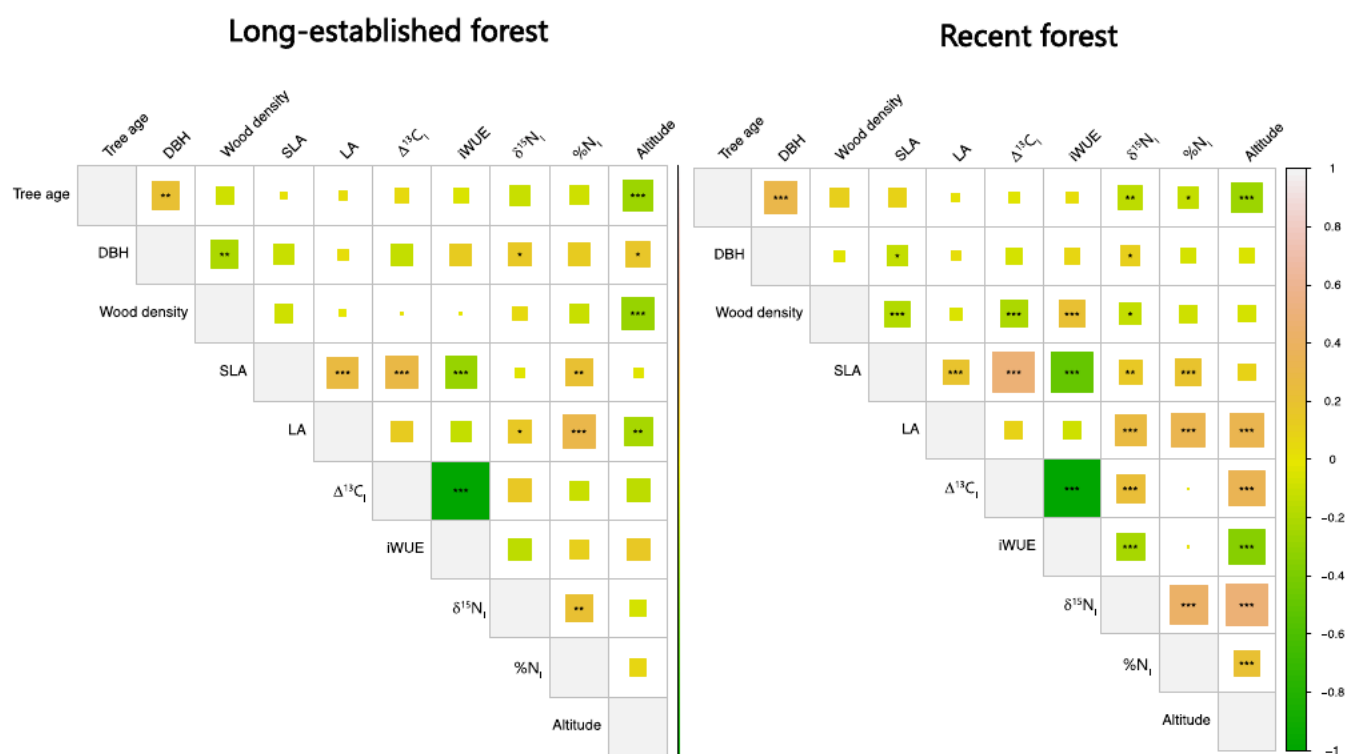 Long-established forest
Recent forest
Tree age DBH Wood density SLA LA Δ¹³Cₗ iWUE δ¹⁵Nₗ %Nₗ Altitude
Tree age ** ***
DBH ** * *
Wood density ***
SLA *** *** *** **
LA * *** **
Δ¹³Cₗ ***
iWUE
δ¹⁵Nₗ **
%Nₗ
Altitude
Tree age DBH Wood density SLA LA Δ¹³Cₗ iWUE δ¹⁵Nₗ %Nₗ Altitude
Tree age *** ** * ***
DBH * *
Wood density *** *** *** *
SLA *** *** *** ** ***
LA *** *** ***
Δ¹³Cₗ *** *** ***
iWUE *** ***
δ¹⁵Nₗ *** ***
%Nₗ ***
Altitude
1
0.8
0.6
0.4
0.2
0
−0.2
−0.4
−0.6
−0.8
−1